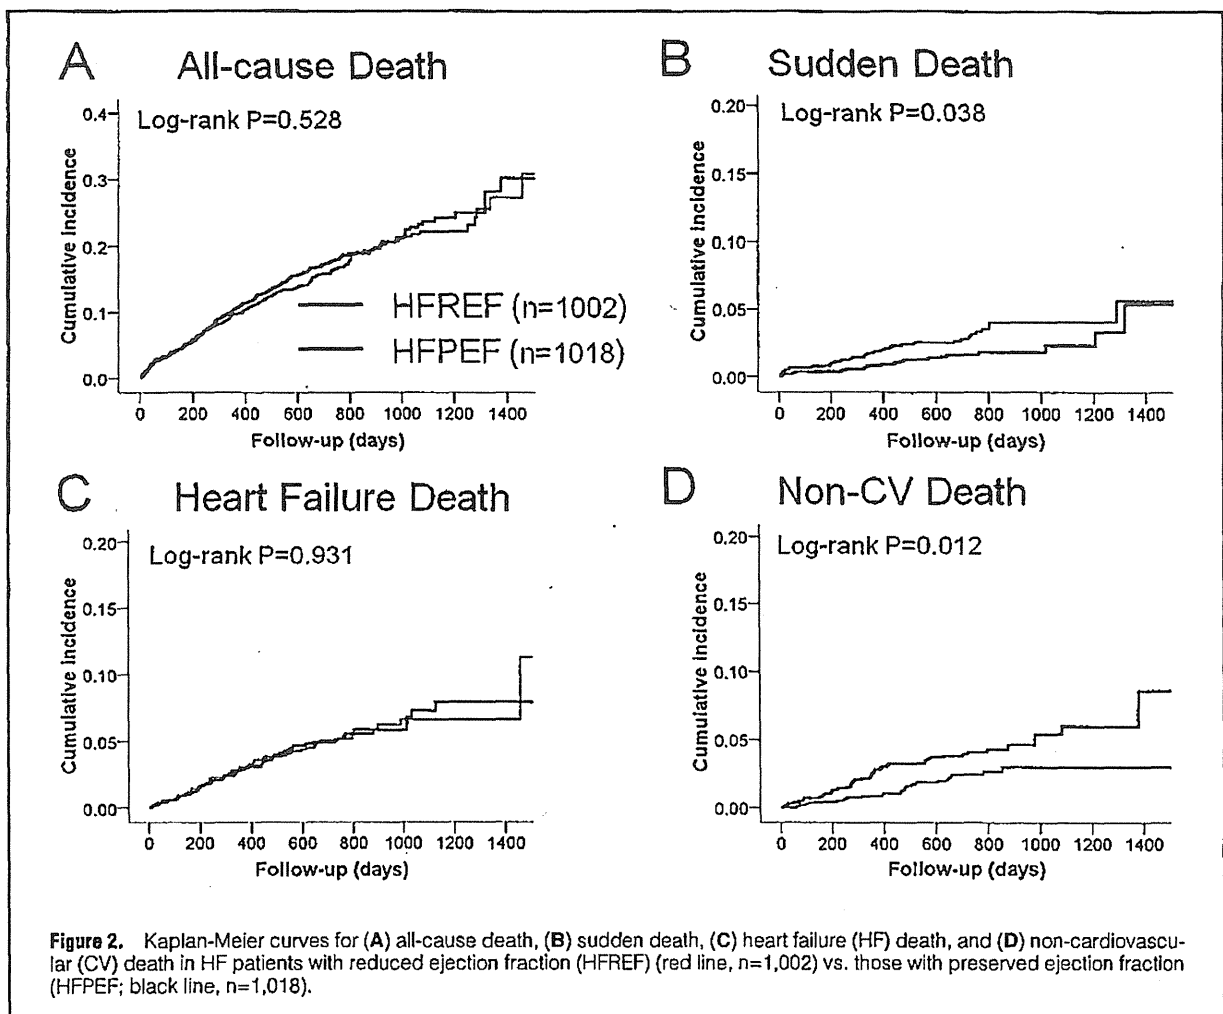 A All-cause Death
Log-rank P=0.528
Cumulative Incidence
0.4
0.3
0.2
0.1
0.0
HFREF (n=1002)
HFPEF (n=1018)
0 200 400 600 800 1000 1200 1400
Follow-up (days)
B Sudden Death
Log-rank P=0.038
Cumulative Incidence
0.20
0.15
0.10
0.05
0.00
0 200 400 600 800 1000 1200 1400
Follow-up (days)
C Heart Failure Death
Log-rank P=0.931
Cumulative Incidence
0.20
0.15
0.10
0.05
0.00
0 200 400 600 800 1000 1200 1400
Follow-up (days)
D Non-CV Death
Log-rank P=0.012
Cumulative Incidence
0.20
0.15
0.10
0.05
0.00
0 200 400 600 800 1000 1200 1400
Follow-up (days)
Figure 2. Kaplan-Meier curves for (A) all-cause death, (B) sudden death, (C) heart failure (HF) death, and (D) non-cardiovascu-
lar (CV) death in HF patients with reduced ejection fraction (HFREF) (red line, n=1,002) vs. those with preserved ejection fraction
(HFPEF; black line, n=1,018).